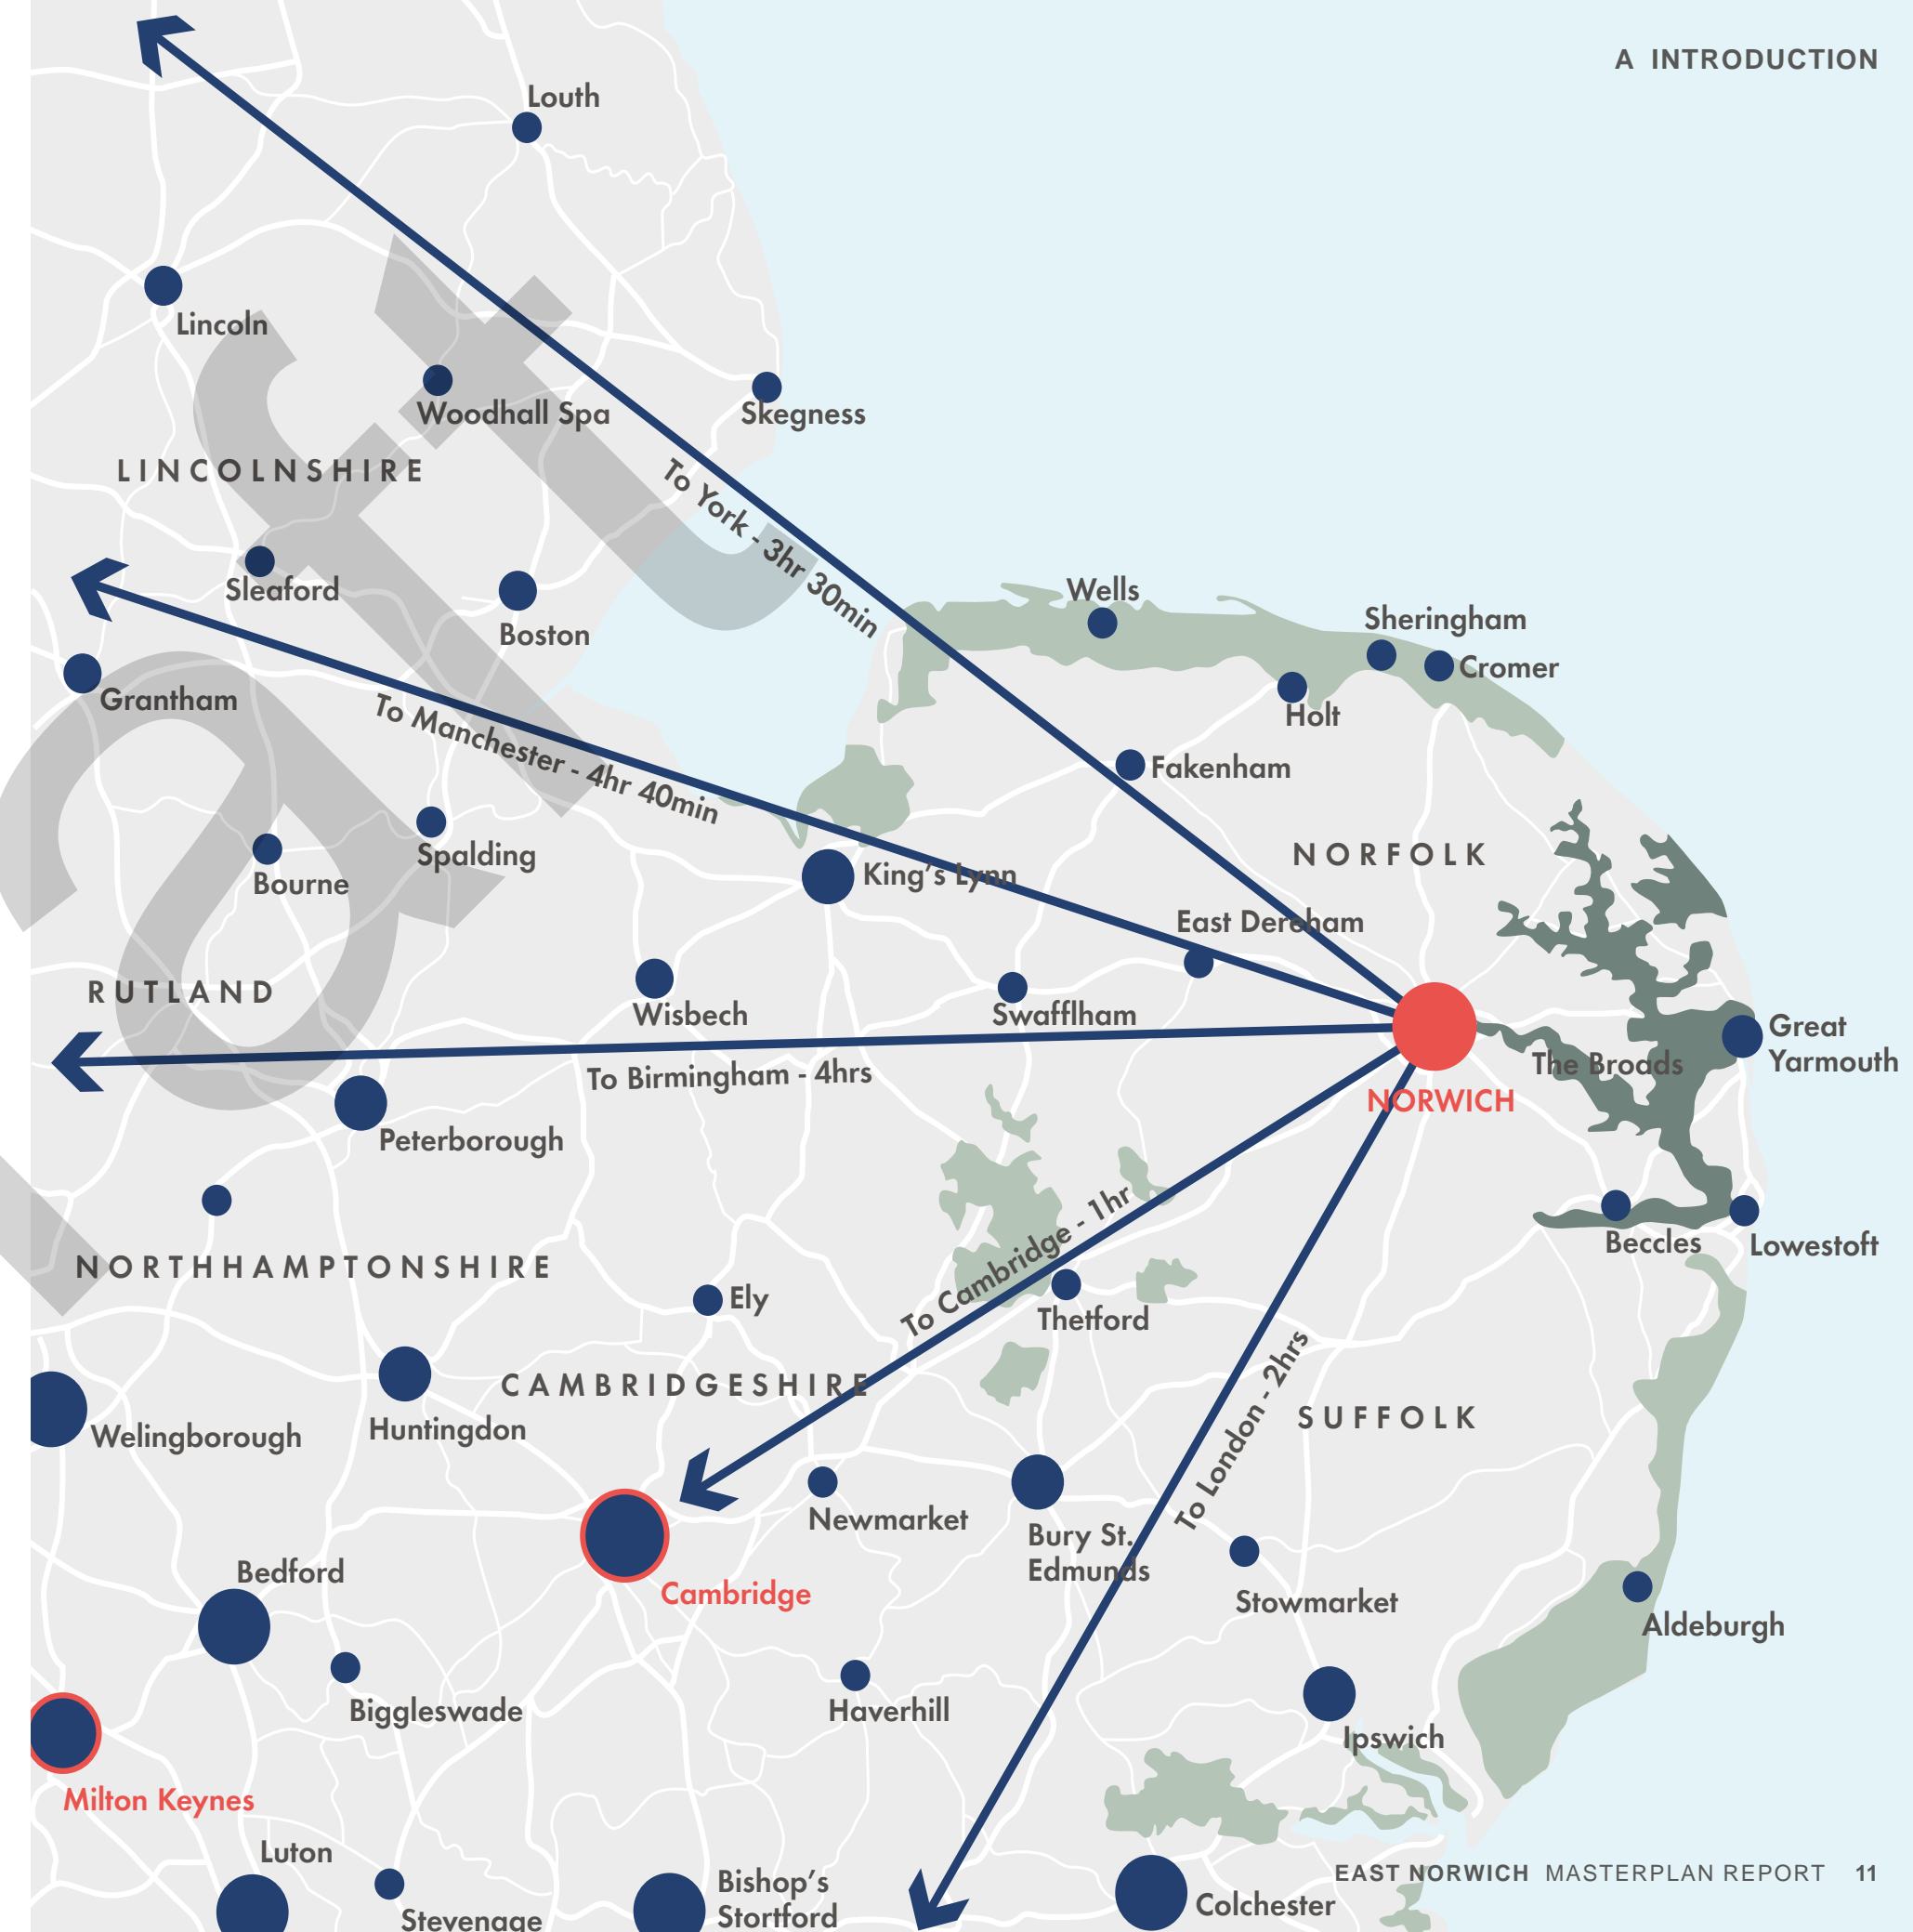 A INTRODUCTION
Louth
Lincoln
Woodhall Spa
Skegness
LINCOLNSHIRE
To York - 3hr 30min
Sleaford
Boston
Wells
Sheringham
Cromer
Grantham
Holt
To Manchester - 4hr 40min
Fakenham
Spalding
NORFOLK
Bourne
King's Lynn
East Dereham
RUTLAND
Wisbech
Swafflham
Great
Yarmouth
The Broads
To Birmingham - 4hrs
NORWICH
Peterborough
To Cambridge - 1hr
Beccles
Lowestoft
NORTHHAMPTONSHIRE
Ely
Thetford
CAMBRIDGESHIRE
To London - 2hrs
SUFFOLK
Welingborough
Huntingdon
Newmarket
Bury St.
Edmunds
Bedford
Cambridge
Stowmarket
Aldeburgh
Biggleswade
Haverhill
Ipswich
Milton Keynes
Luton
Bishop's
Stortford
Stevenage
Colchester
EAST NORWICH MASTERPLAN REPORT 11